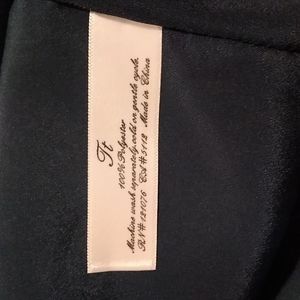 Tt
100% Polyester
Machine wash separately, cold on gentle cycle.
RN# 121076 CA# 5112 Made in China